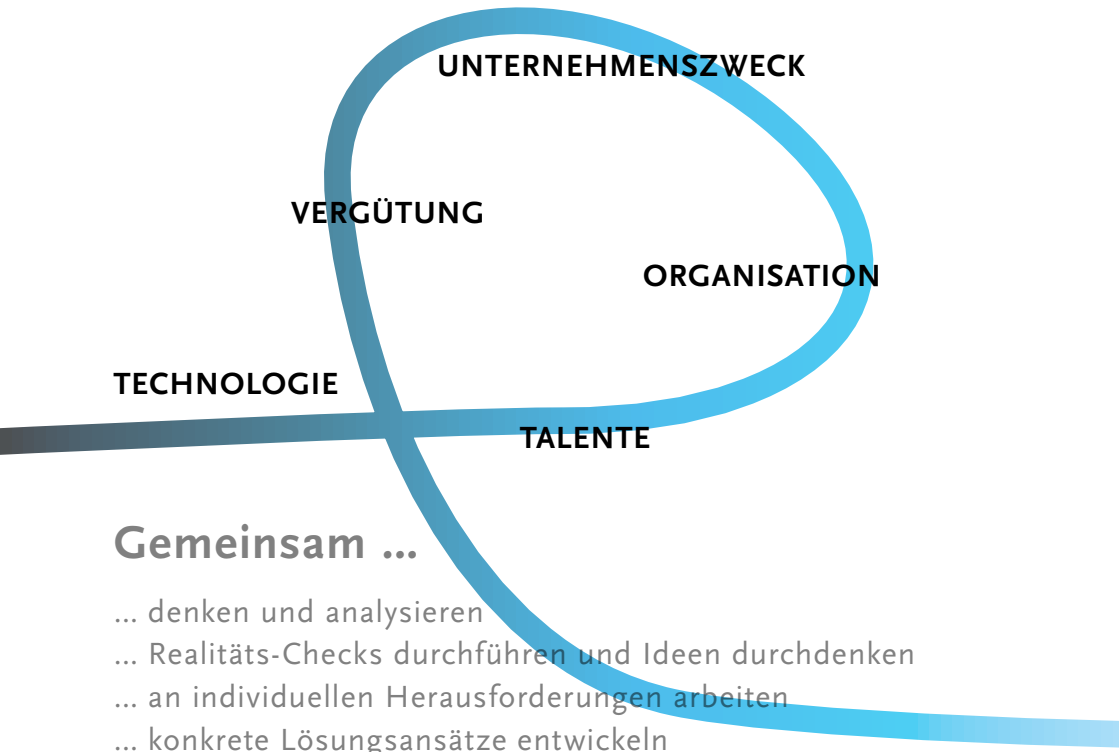 UNTERNEHMENSZWECK
VERGÜTUNG
ORGANISATION
TECHNOLOGIE
TALENTE
Gemeinsam ...
... denken und analysieren
... Realitäts-Checks durchführen und Ideen durchdenken
... an individuellen Herausforderungen arbeiten
... konkrete Lösungsansätze entwickeln